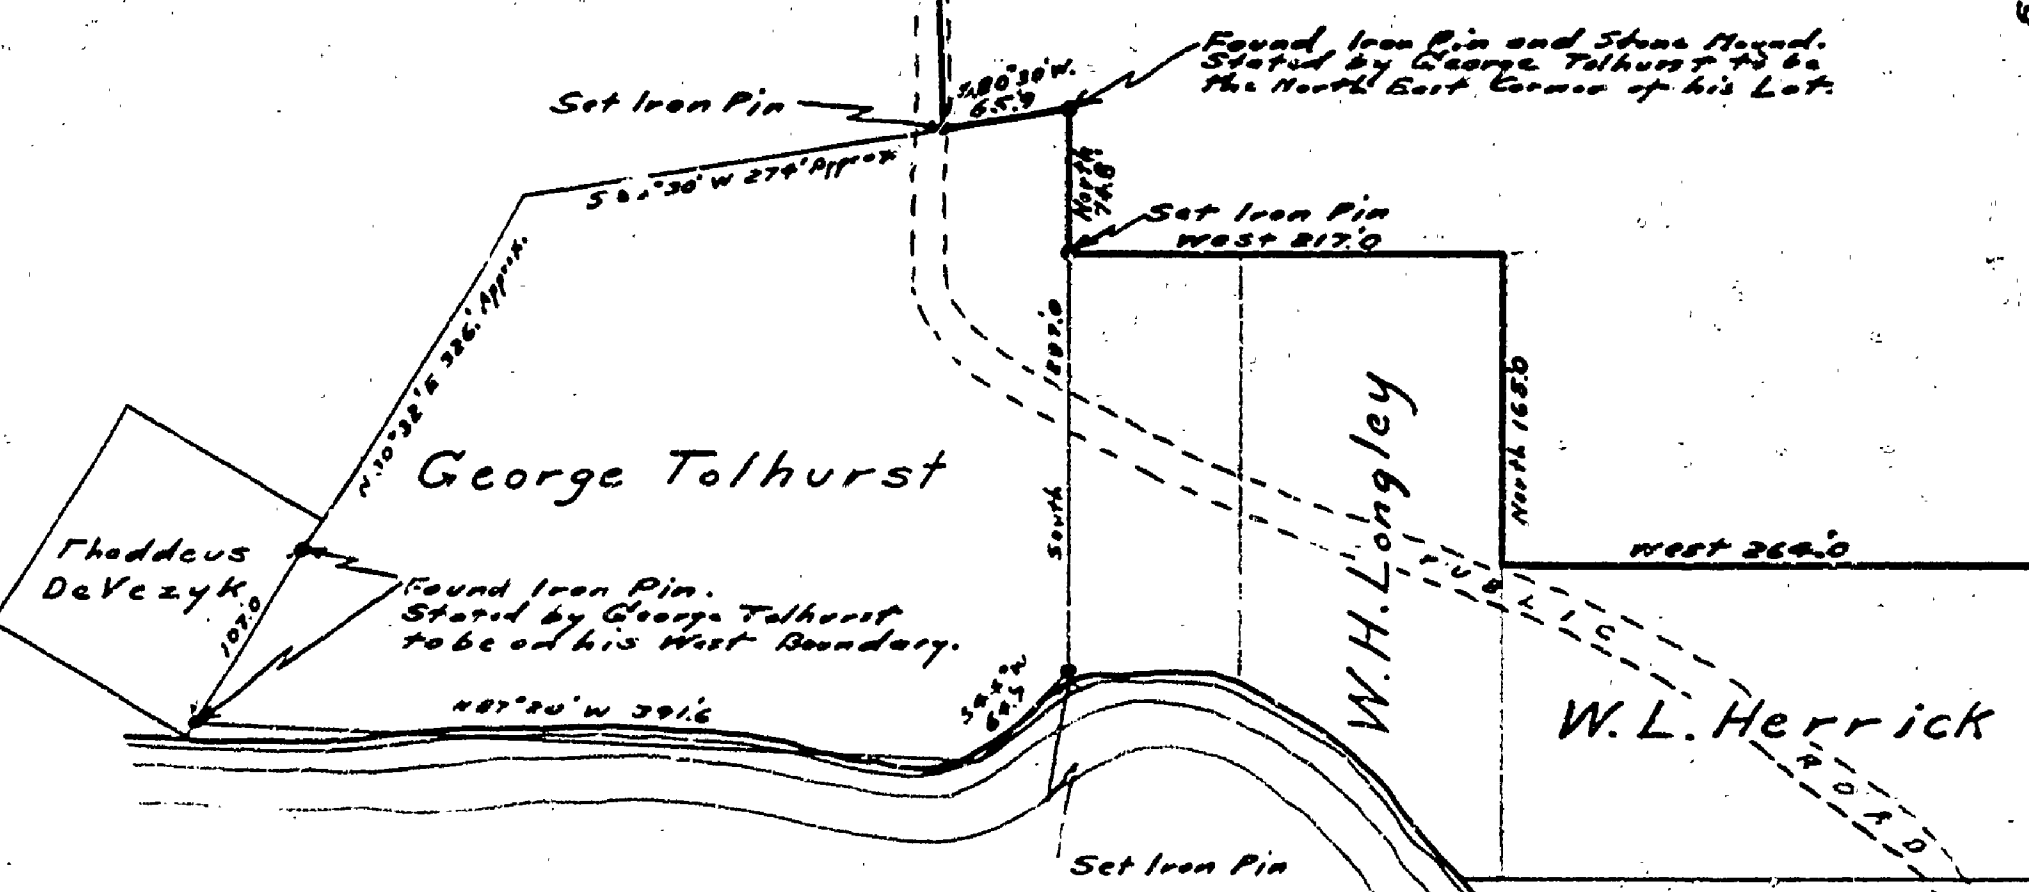 Found Iron Pin and Stone Mound.
Stated by George Tolhurst to be
the North East Corner of his Lot.
Set Iron Pin
S.80°30'W.
65.'9
S 30' W 274' Approx
North
74.'8
Set Iron Pin
West 217.'0
N.30°32'E 326.' Approx.
South
North 165.'0
George Tolhurst
W.H. Longley
West 264.'0
Thaddeus
DeVezyk
107.'0
Found Iron Pin.
Stated by George Tolhurst
to be on his West Boundary.
PUBLIC
ROAD
N87°20'W 391.'6
W.L. Herrick
Set Iron Pin